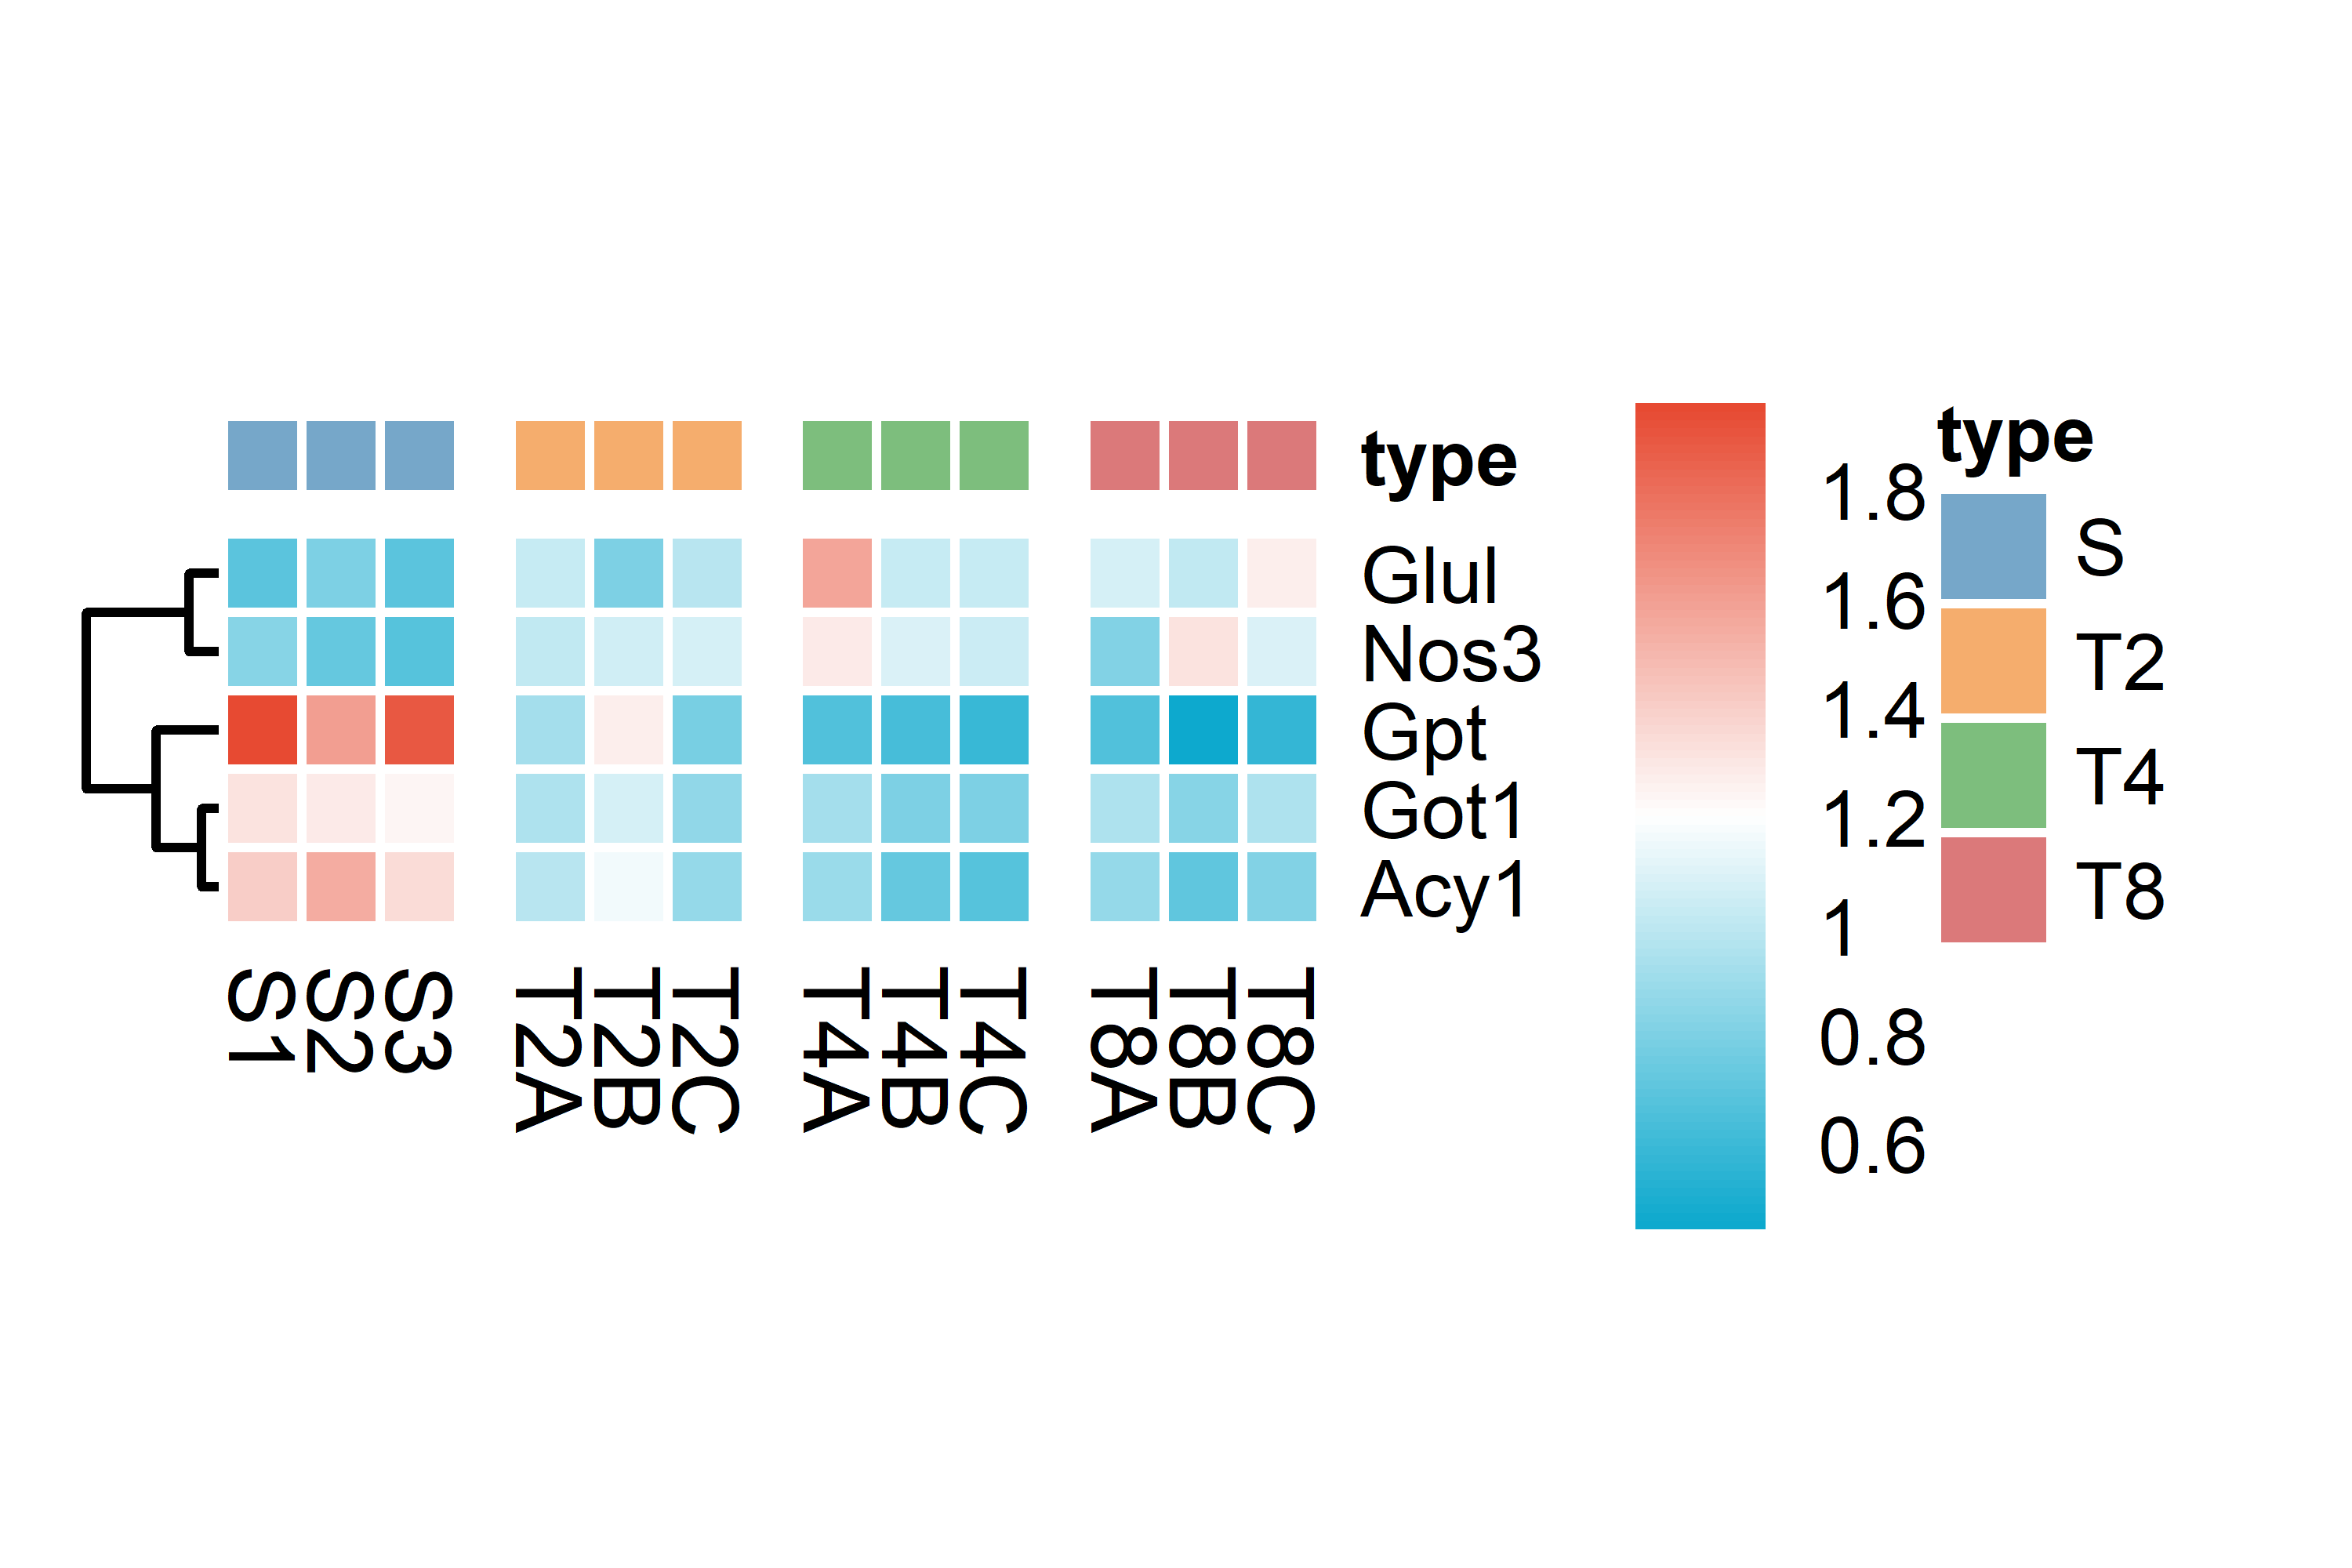 type
Glul
Nos3
Gpt
Got1
Acy1
S1
S2
S3
T2A
T2B
T2C
T4A
T4B
T4C
T8A
T8B
T8C
1.8
1.6
1.4
1.2
1
0.8
0.6
type
S
T2
T4
T8